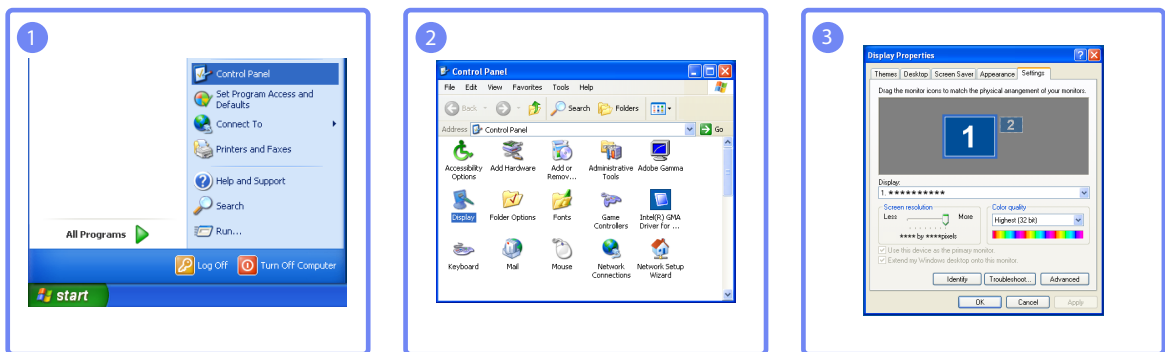 1
Control Panel
Set Program Access and
Defaults
Connect To
Printers and Faxes
Help and Support
Search
Run...
All Programs
Log Off
Turn Off Computer
start
2
Control Panel
File Edit View Favorites Tools Help
Back Search Folders
Address Control Panel Go
Accessibility Options
Add Hardware
Add or Remov...
Administrative Tools
Adobe Gamma
Display
Folder Options
Fonts
Game Controllers
Intel(R) GMA Driver for ...
Keyboard
Mail
Mouse
Network Connections
Network Setup Wizard
3
Display Properties
Themes Desktop Screen Saver Appearance Settings
Drag the monitor icons to match the physical arrangement of your monitors.
1 2
Display:
1. **********
Screen resolution
Less More
**** by ****pixels
Color quality
Highest (32 bit)
Use this device as the primary monitor.
Extend my Windows desktop onto this monitor.
Identify Troubleshoot... Advanced
OK Cancel Apply